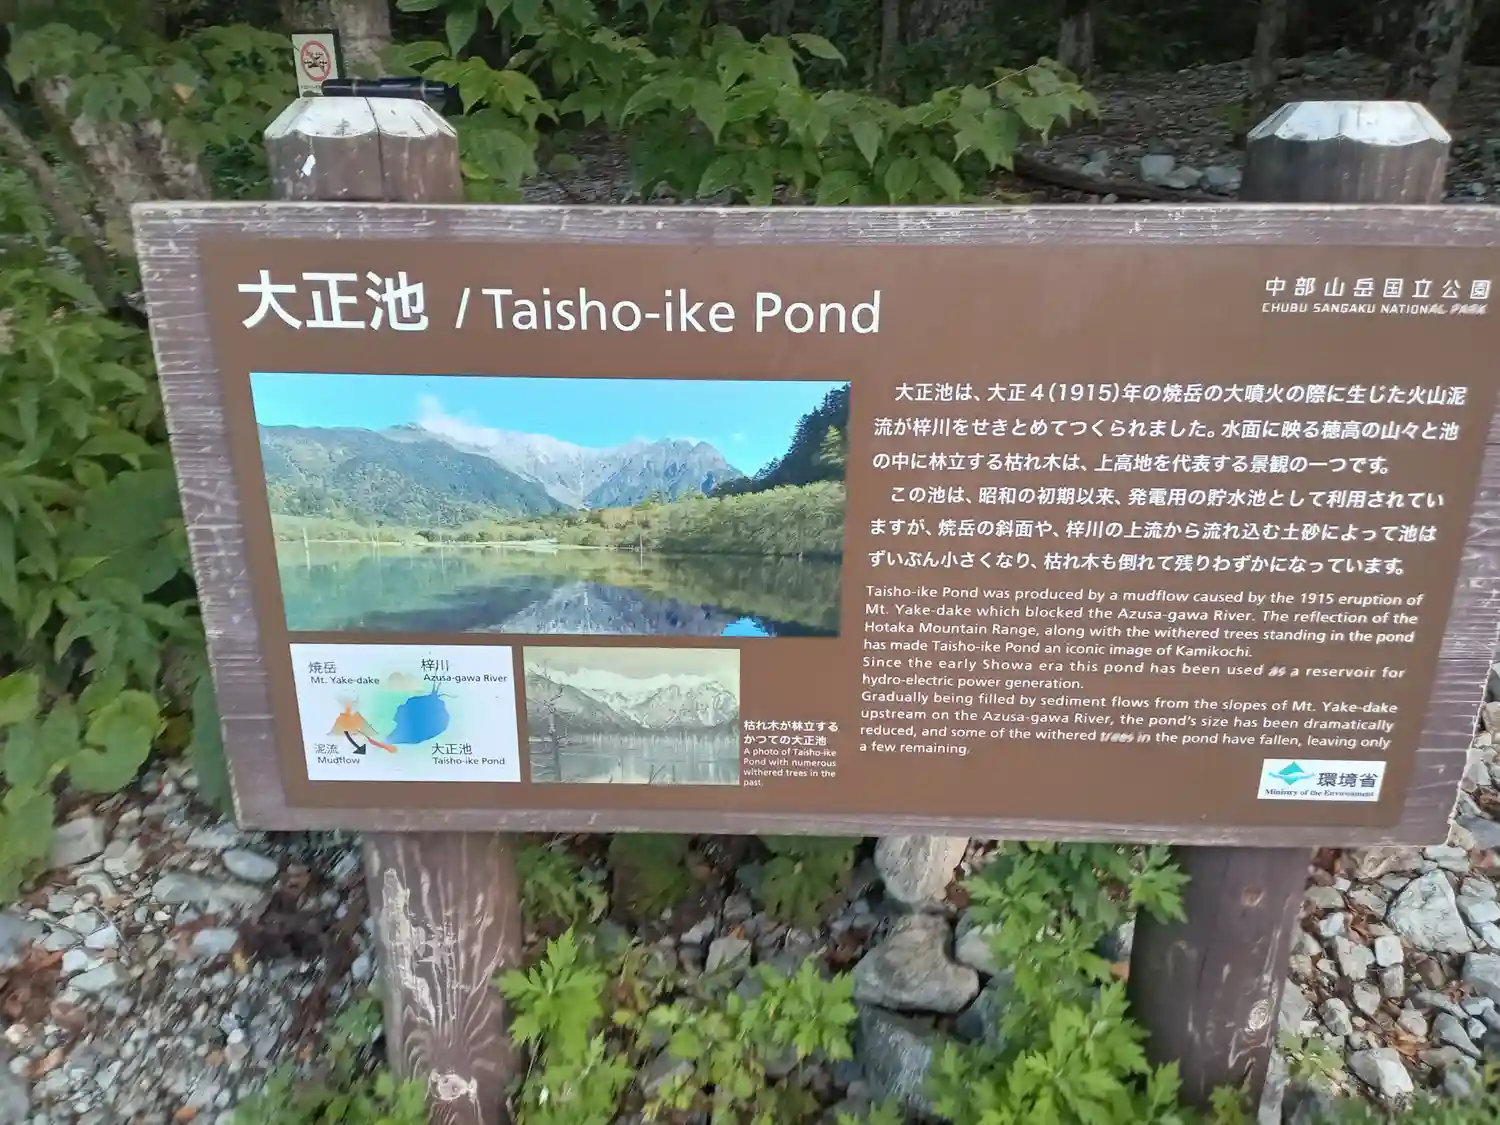 大正池 / Taisho-ike Pond
中部山岳国立公園
CHUBU SANGAKU NATIONAL PARK
大正池は、大正4(1915)年の焼岳の大噴火の際に生じた火山泥
流が梓川をせきとめてつくられました。水面に映る穂高の山々と池
の中に林立する枯れ木は、上高地を代表する景観の一つです。
この池は、昭和の初期以来、発電用の貯水池として利用されてい
ますが、焼岳の斜面や、梓川の上流から流れ込む土砂によって池は
ずいぶん小さくなり、枯れ木も倒れて残りわずかになっています。
Taisho-ike Pond was produced by a mudflow caused by the 1915 eruption of
Mt. Yake-dake which blocked the Azusa-gawa River. The reflection of the
Hotaka Mountain Range, along with the withered trees standing in the pond
has made Taisho-ike Pond an iconic image of Kamikochi.
Since the early Showa era this pond has been used as a reservoir for
hydro-electric power generation.
Gradually being filled by sediment flows from the slopes of Mt. Yake-dake
upstream on the Azusa-gawa River, the pond's size has been dramatically
reduced, and some of the withered trees in the pond have fallen, leaving only
a few remaining.
焼岳
Mt. Yake-dake
梓川
Azusa-gawa River
泥流
Mudflow
大正池
Taisho-ike Pond
枯れ木が林立する
かつての大正池
A photo of Taisho-ike
Pond with numerous
withered trees in the
past.
環境省
Ministry of the Environment